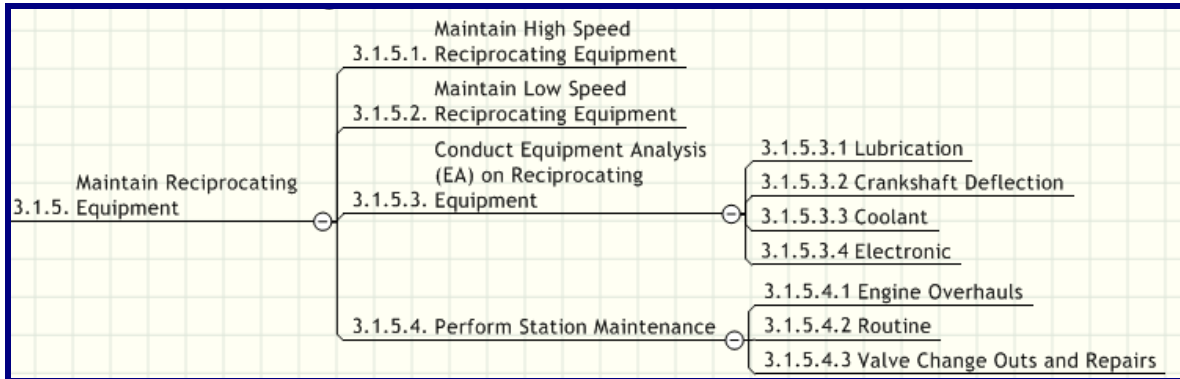 3.1.5. Maintain Reciprocating
Equipment
3.1.5.1. Maintain High Speed
Reciprocating Equipment
3.1.5.2. Maintain Low Speed
Reciprocating Equipment
3.1.5.3. Conduct Equipment Analysis
(EA) on Reciprocating
Equipment
3.1.5.3.1 Lubrication
3.1.5.3.2 Crankshaft Deflection
3.1.5.3.3 Coolant
3.1.5.3.4 Electronic
3.1.5.4. Perform Station Maintenance
3.1.5.4.1 Engine Overhauls
3.1.5.4.2 Routine
3.1.5.4.3 Valve Change Outs and Repairs